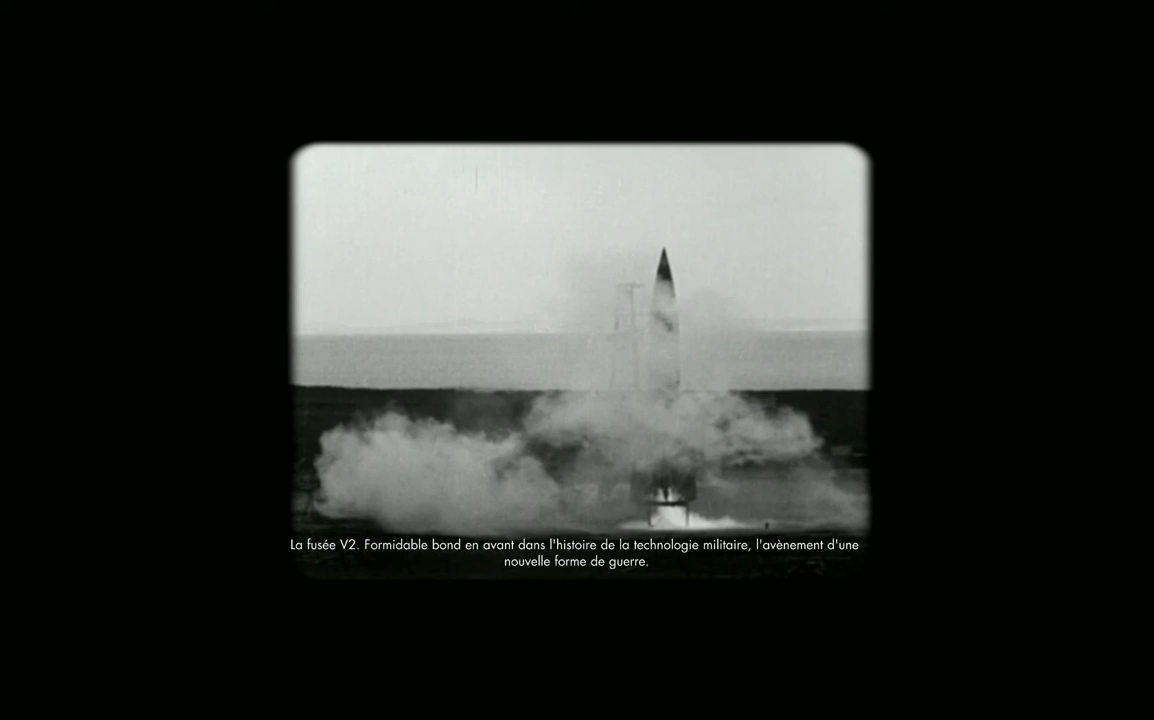 La fusée V2. Formidable bond en avant dans l'histoire de la technologie militaire, l'avènement d'une
nouvelle forme de guerre.